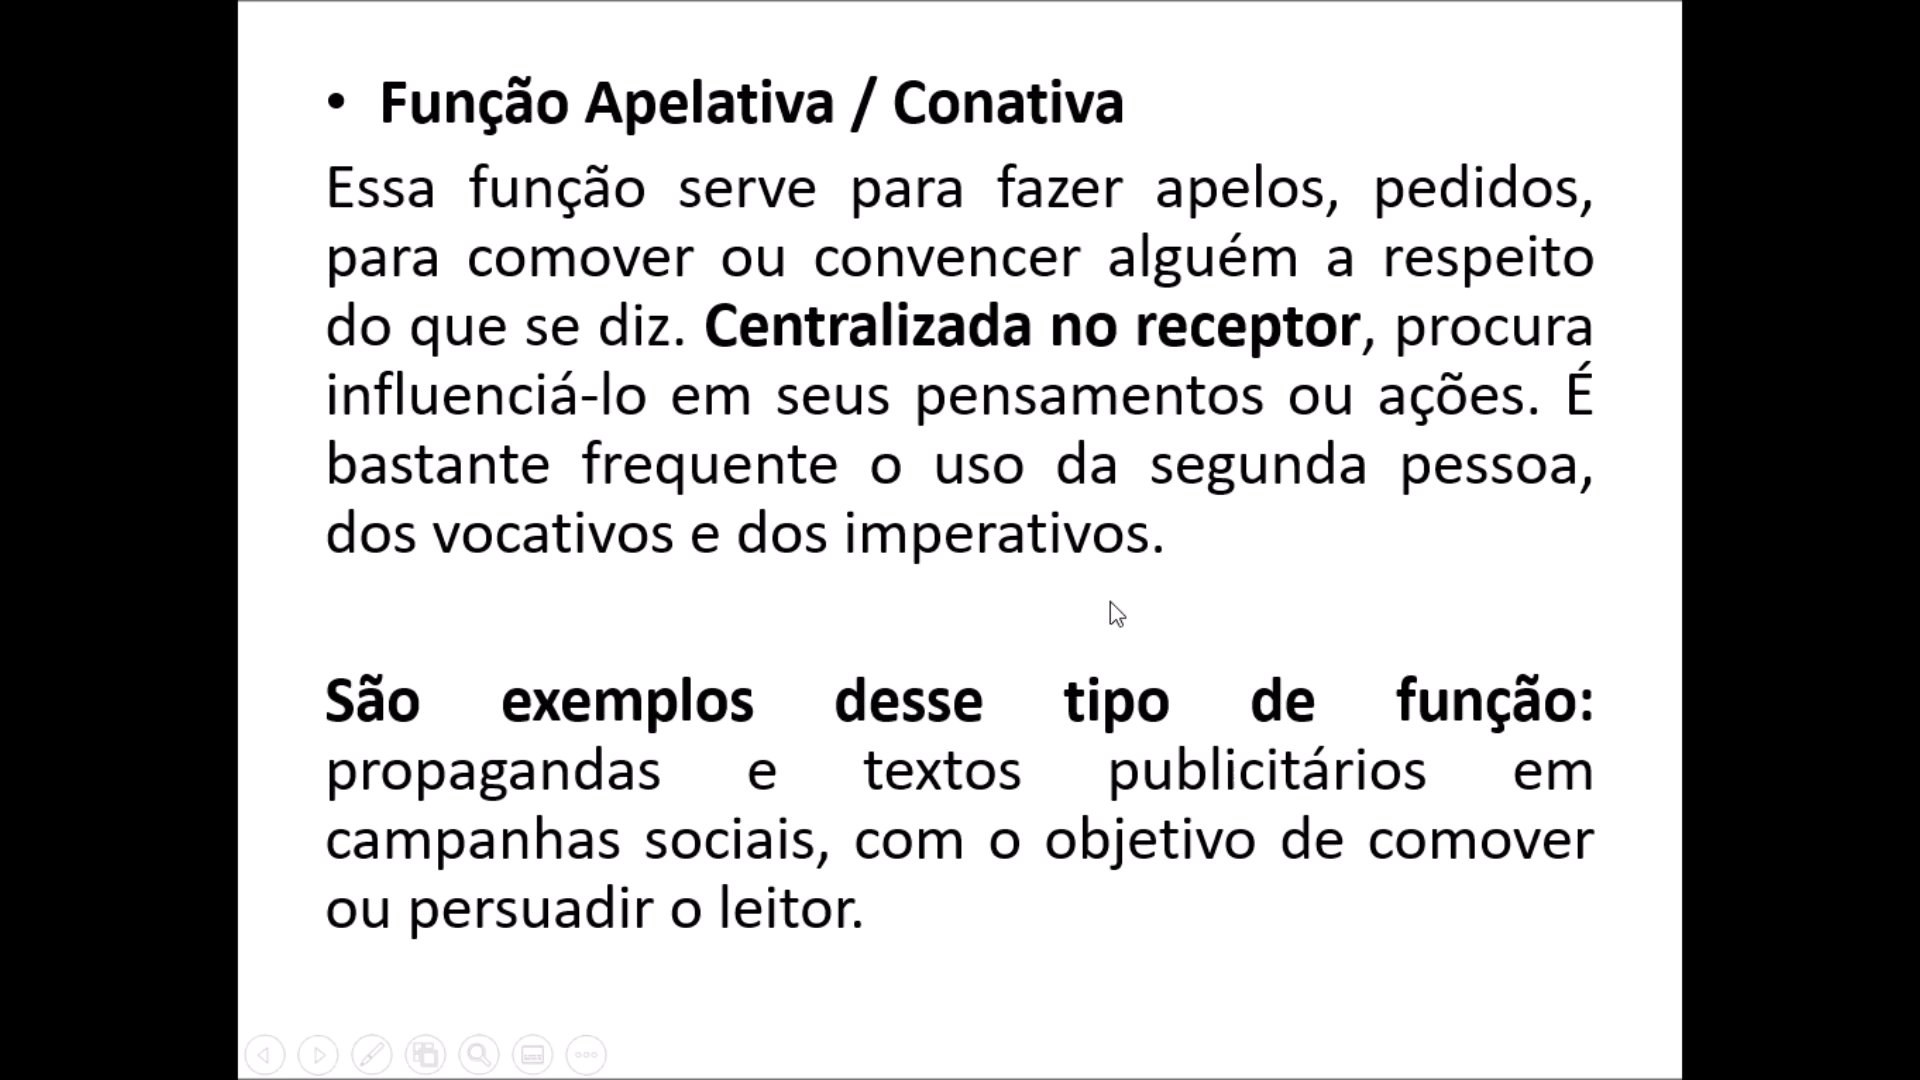 • Função Apelativa / Conativa
Essa função serve para fazer apelos, pedidos,
para comover ou convencer alguém a respeito
do que se diz. Centralizada no receptor, procura
influenciá-lo em seus pensamentos ou ações. É
bastante frequente o uso da segunda pessoa,
dos vocativos e dos imperativos.
São exemplos desse tipo de função:
propagandas e textos publicitários em
campanhas sociais, com o objetivo de comover
ou persuadir o leitor.